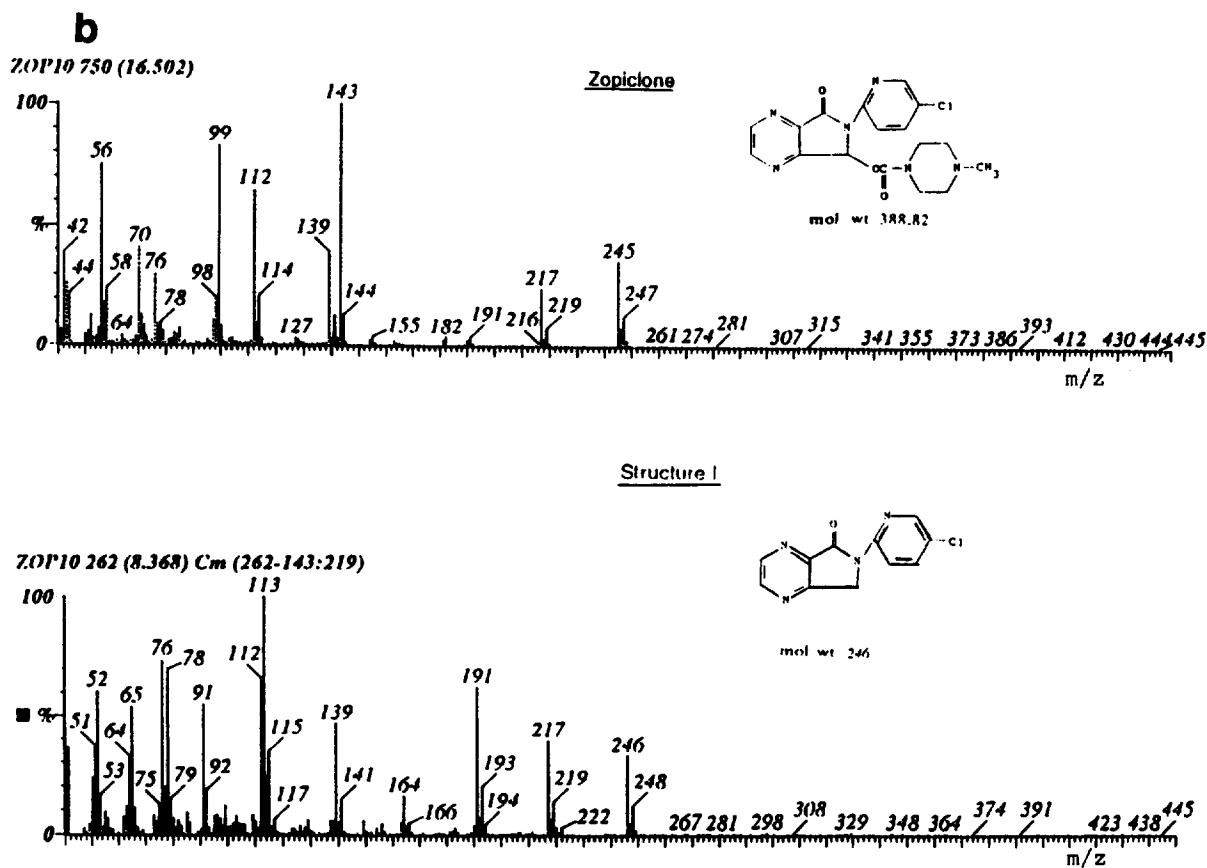 b
ZOP10 750 (16.502)
Zopiclone
100
%
0
42
44
56
58
64
70
76
78
98
99
112
114
127
139
143
144
155
182
191
216
217
219
245
247
261 274 281 307 315 341 355 373 386 393 412 430 444 445
m/z
O
N
N
N
N
Cl
OC
O
N
N
CH3
mol wt 388.82
Structure I
ZOP10 262 (8.368) Cm (262-143:219)
100
%
0
51
52
53
64
65
75
76
78
79
91
92
112
113
115
117
139
141
164
166
191
193
194
217
219
222
246
248
267 281 298 308 329 348 364 374 391 423 438 445
m/z
O
N
N
N
N
Cl
mol wt 246